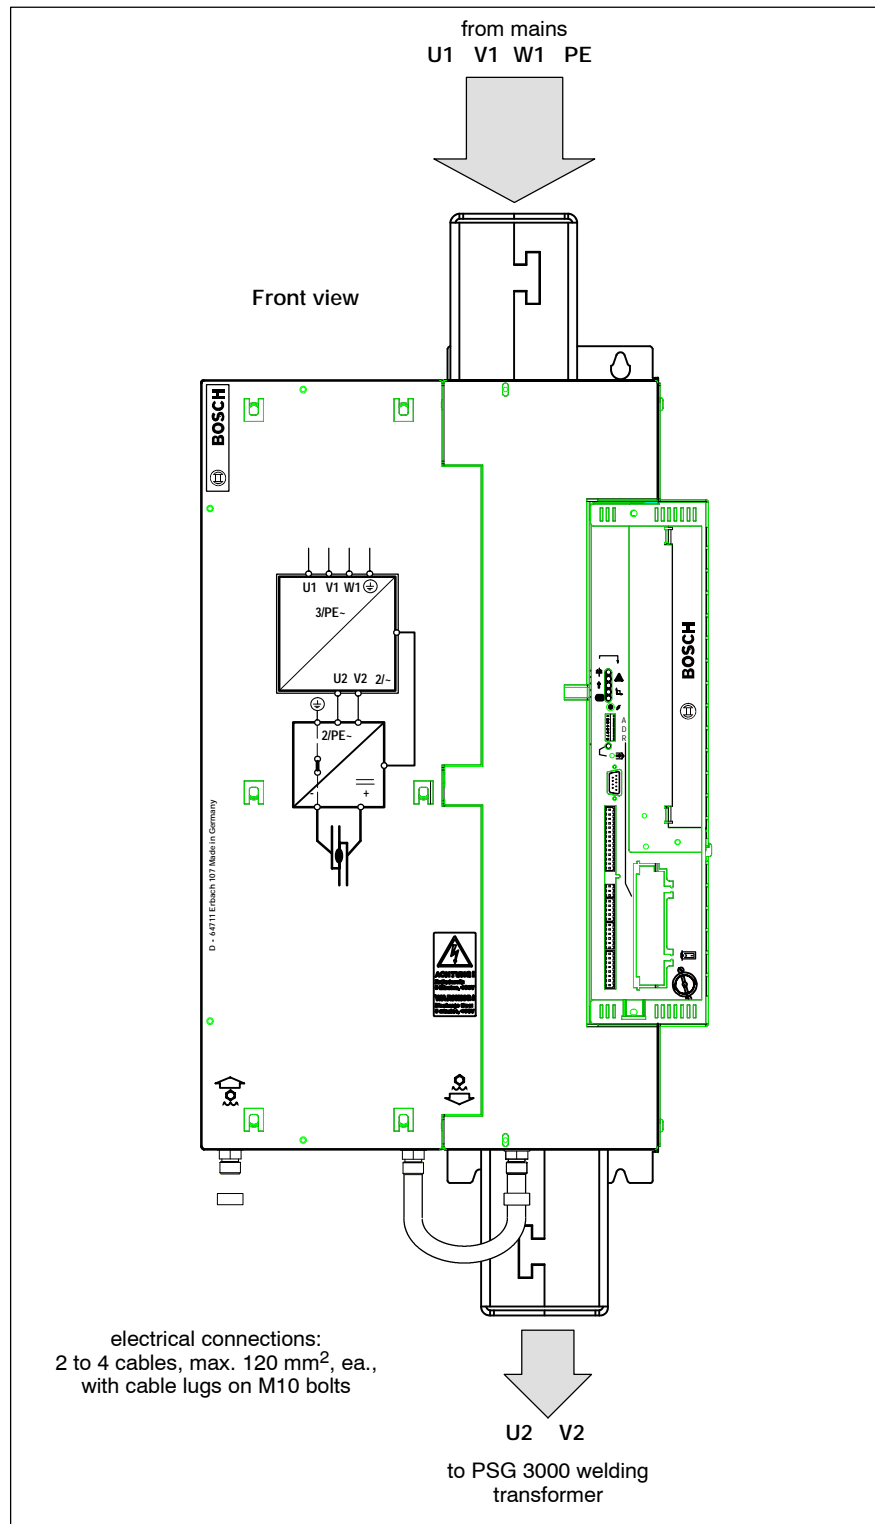 from mains
U1 V1 W1 PE
Front view
BOSCH
U1 V1 W1
3/PE~
U2 V2 2/~
2/PE~
- +
BOSCH
A
D
R
D - 64711 Erbach 107 Made in Germany
ACHTUNG!
WARNING!
electrical connections:
2 to 4 cables, max. 120 mm², ea.,
with cable lugs on M10 bolts
U2 V2
to PSG 3000 welding
transformer